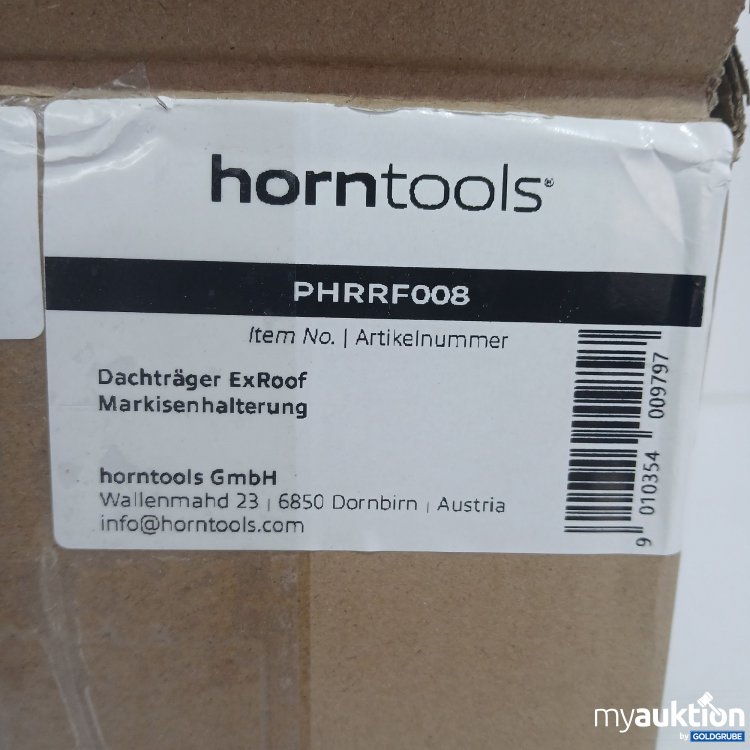 horntools®
PHRRF008
Item No. | Artikelnummer
Dachträger ExRoof
Markisenhalterung
horntools GmbH
Wallenmahd 23 | 6850 Dornbirn | Austria
info@horntools.com
9 010354 009797
myauktion
by GOLDGRUBE